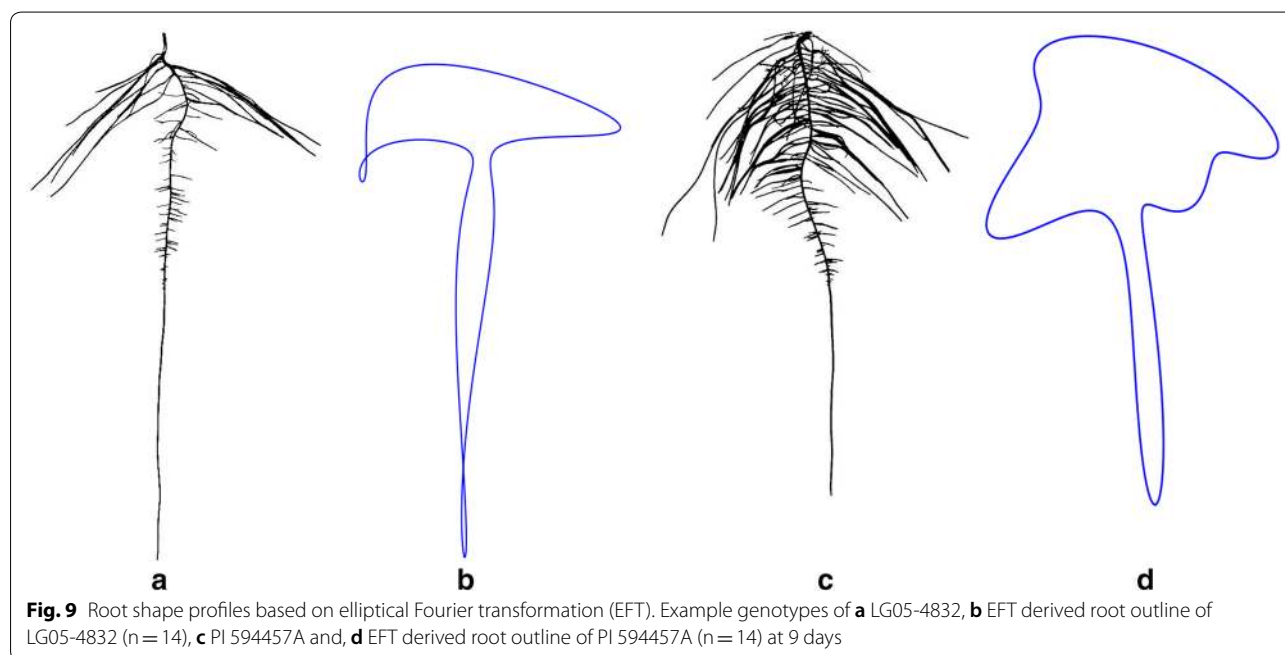 a b c d
Fig. 9 Root shape profiles based on elliptical Fourier transformation (EFT). Example genotypes of a LG05-4832, b EFT derived root outline of
LG05-4832 (n = 14), c PI 594457A and, d EFT derived root outline of PI 594457A (n = 14) at 9 days